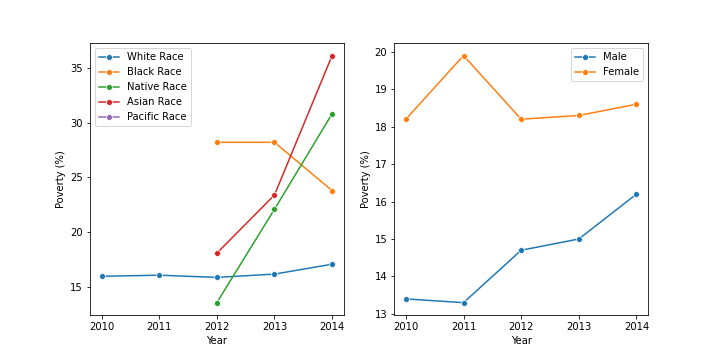 White Race
Black Race
Native Race
Asian Race
Pacific Race
35
30
25
20
15
Poverty (%)
2010 2011 2012 2013 2014
Year
Male
Female
20
19
18
17
16
15
14
13
Poverty (%)
2010 2011 2012 2013 2014
Year